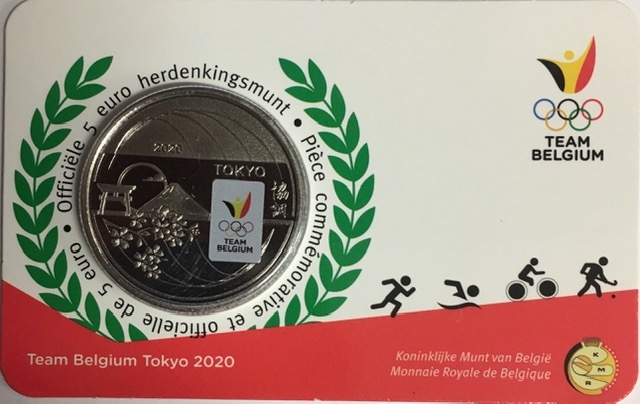 Officiële 5 euro herdenkingsmunt • Pièce commémorative et officielle de 5 euro •
2020
TOKYO
協
調
TEAM
BELGIUM
TEAM
BELGIUM
Team Belgium Tokyo 2020
Koninklijke Munt van België
Monnaie Royale de Belgique
K
M
R